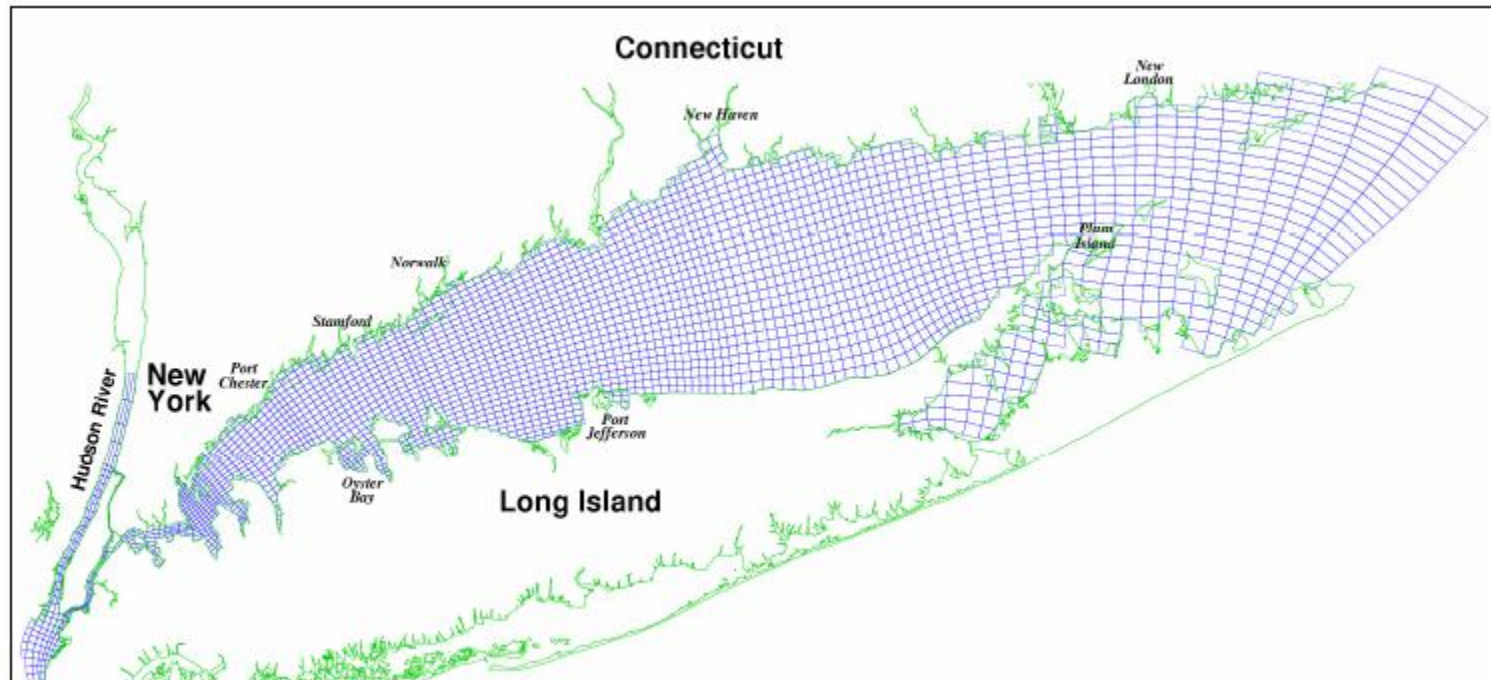 Connecticut
New
London
New Haven
Plum
Island
Norwalk
Stamford
Port
Chester
New
York
Hudson River
Port
Jefferson
Oyster
Bay
Long Island